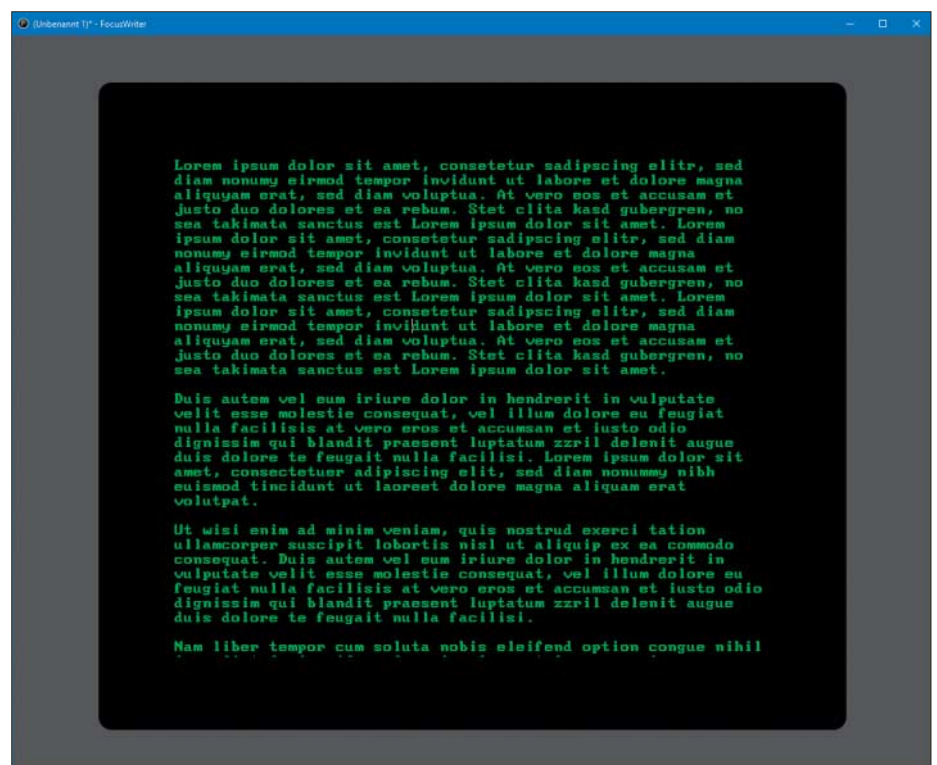 (Unbenannt 1)* - FocusWriter
Lorem ipsum dolor sit amet, consetetur sadipscing elitr, sed
diam nonumy eirmod tempor invidunt ut labore et dolore magna
aliquyam erat, sed diam voluptua. At vero eos et accusam et
justo duo dolores et ea rebum. Stet clita kasd gubergren, no
sea takimata sanctus est Lorem ipsum dolor sit amet. Lorem
ipsum dolor sit amet, consetetur sadipscing elitr, sed diam
nonumy eirmod tempor invidunt ut labore et dolore magna
aliquyam erat, sed diam voluptua. At vero eos et accusam et
justo duo dolores et ea rebum. Stet clita kasd gubergren, no
sea takimata sanctus est Lorem ipsum dolor sit amet. Lorem
ipsum dolor sit amet, consetetur sadipscing elitr, sed diam
nonumy eirmod tempor invidunt ut labore et dolore magna
aliquyam erat, sed diam voluptua. At vero eos et accusam et
justo duo dolores et ea rebum. Stet clita kasd gubergren, no
sea takimata sanctus est Lorem ipsum dolor sit amet.
Duis autem vel eum iriure dolor in hendrerit in vulputate
velit esse molestie consequat, vel illum dolore eu feugiat
nulla facilisis at vero eros et accumsan et iusto odio
dignissim qui blandit praesent luptatum zzril delenit augue
duis dolore te feugait nulla facilisi. Lorem ipsum dolor sit
amet, consectetuer adipiscing elit, sed diam nonummy nibh
euismod tincidunt ut laoreet dolore magna aliquam erat
volutpat.
Ut wisi enim ad minim veniam, quis nostrud exerci tation
ullamcorper suscipit lobortis nisl ut aliquip ex ea commodo
consequat. Duis autem vel eum iriure dolor in hendrerit in
vulputate velit esse molestie consequat, vel illum dolore eu
feugiat nulla facilisis at vero eros et accumsan et iusto odio
dignissim qui blandit praesent luptatum zzril delenit augue
duis dolore te feugait nulla facilisi.
Nam liber tempor cum soluta nobis eleifend option congue nihil